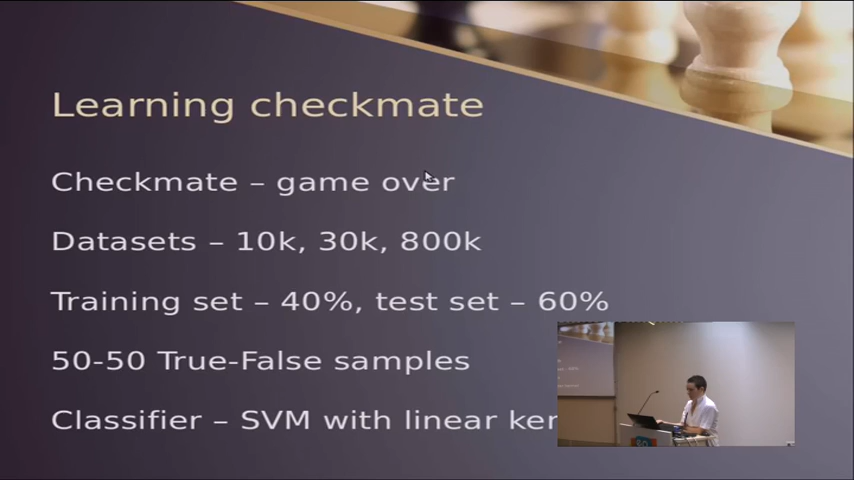 Learning checkmate
Checkmate – game over
Datasets – 10k, 30k, 800k
Training set – 40%, test set – 60%
50-50 True-False samples
Classifier – SVM with linear ker